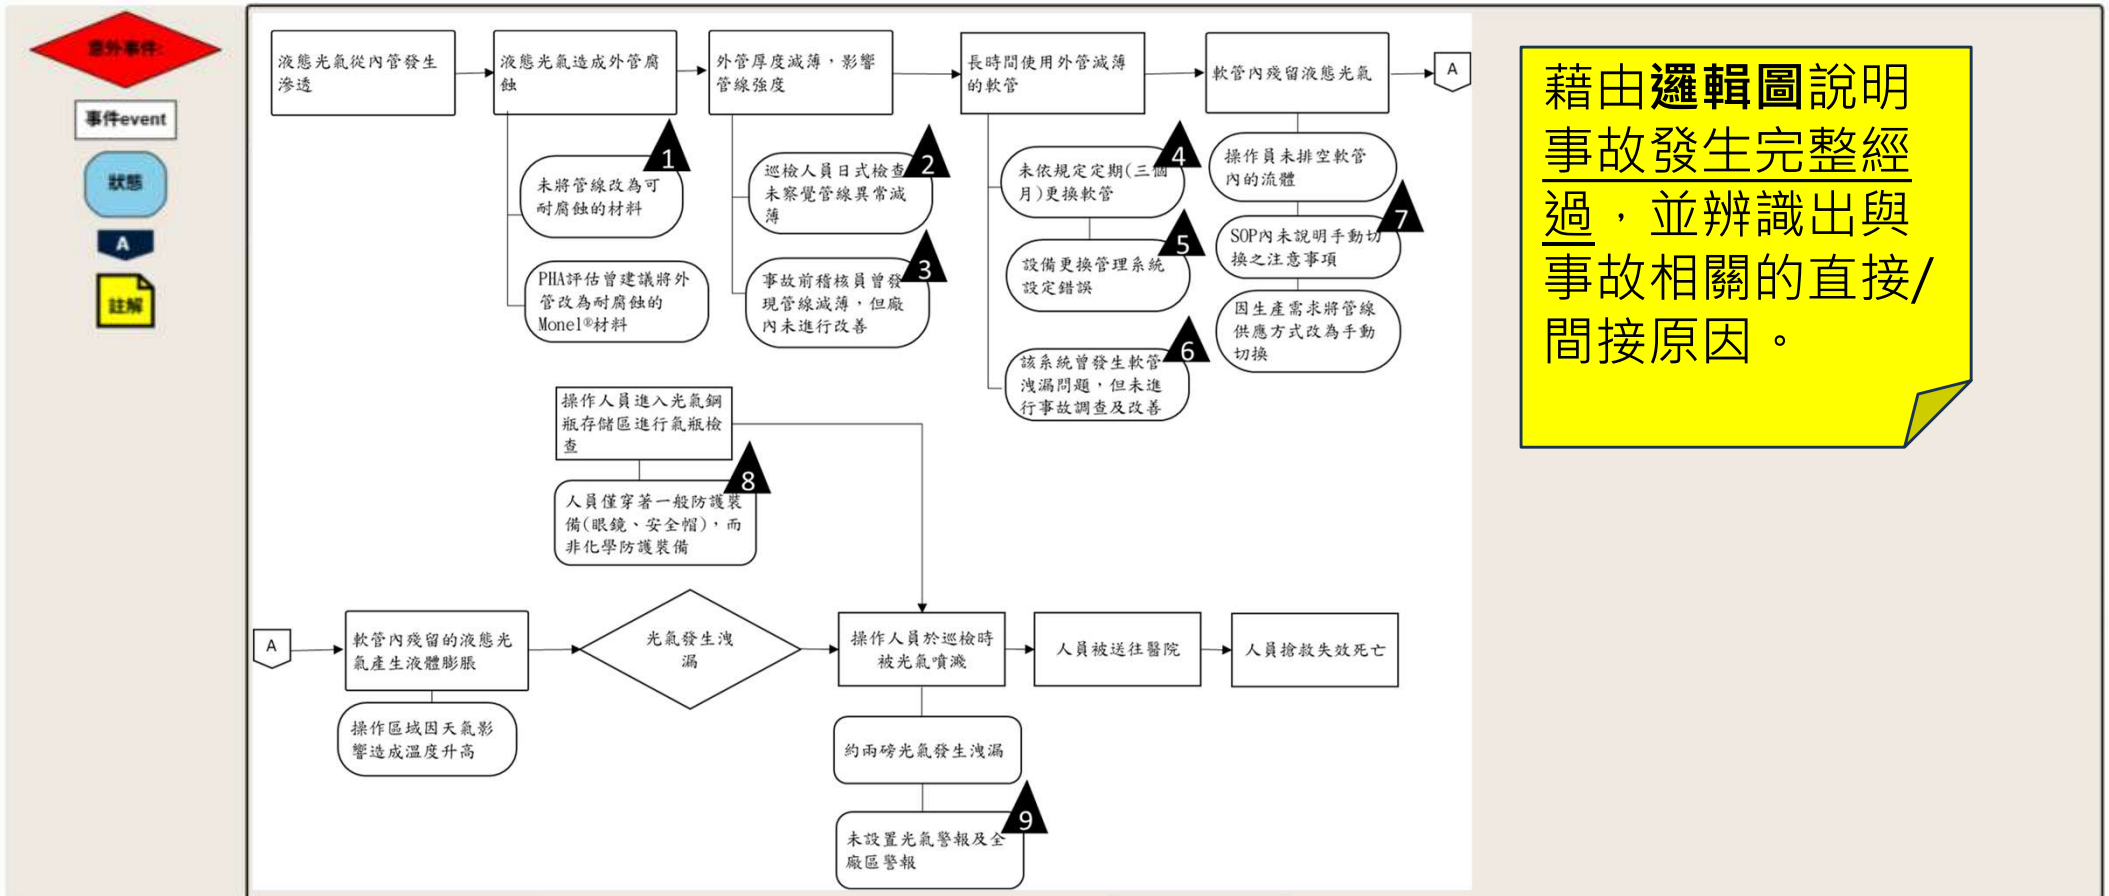 意外事件:
事件event
狀態
A
註解
液態光氣從內管發生
滲透
液態光氣造成外管腐
蝕
外管厚度減薄，影響
管線強度
長時間使用外管減薄
的軟管
軟管內殘留液態光氣
A
1
未將管線改為可
耐腐蝕的材料
PHA評估曾建議將外
管改為耐腐蝕的
Monel®材料
2
巡檢人員日式檢查
未察覺管線異常減
薄
3
事故前稽核員曾發
現管線減薄，但廠
內未進行改善
4
未依規定定期(三個
月)更換軟管
5
設備更換管理系統
設定錯誤
6
該系統曾發生軟管
洩漏問題，但未進
行事故調查及改善
操作員未排空軟管
內的流體
7
SOP內未說明手動切
換之注意事項
因生產需求將管線
供應方式改為手動
切換
操作人員進入光氣鋼
瓶存儲區進行氣瓶檢
查
8
人員僅穿著一般防護裝
備(眼鏡、安全帽)，而
非化學防護裝備
A
軟管內殘留的液態光
氣產生液體膨脹
操作區域因天氣影
響造成溫度升高
光氣發生洩
漏
操作人員於巡檢時
被光氣噴濺
約兩磅光氣發生洩漏
9
未設置光氣警報及全
廠區警報
人員被送往醫院
人員搶救失效死亡
藉由邏輯圖說明
事故發生完整經
過，並辨識出與
事故相關的直接/
間接原因。